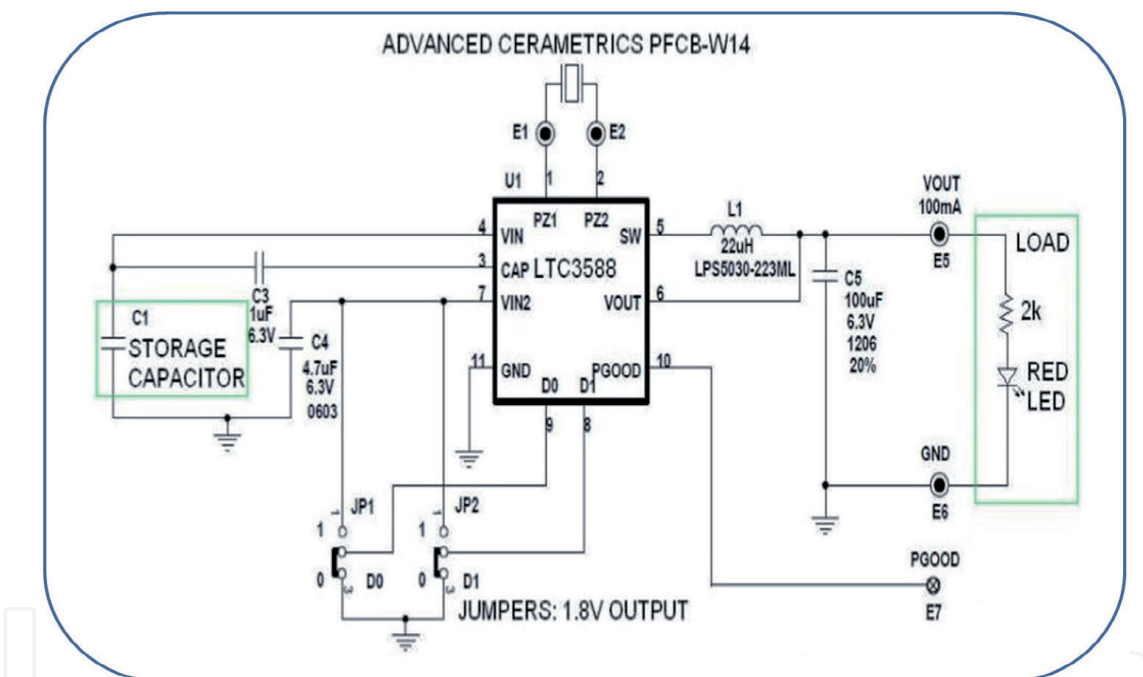 ADVANCED CERAMETRICS PFCB-W14
E1
E2
U1
1
2
PZ1
PZ2
4
VIN
SW
5
L1
22uH
LPS5030-223ML
VOUT
100mA
E5
LOAD
3
CAP
LTC3588
C3
1uF
6.3V
7
VIN2
VOUT
6
C5
100uF
6.3V
1206
20%
2k
C1
STORAGE
CAPACITOR
C4
4.7uF
6.3V
0603
11
GND
D0
D1
PGOOD
10
9
8
RED
LED
GND
E6
1
JP1
1
0
3
D0
1
JP2
1
0
3
D1
JUMPERS: 1.8V OUTPUT
PGOOD
E7